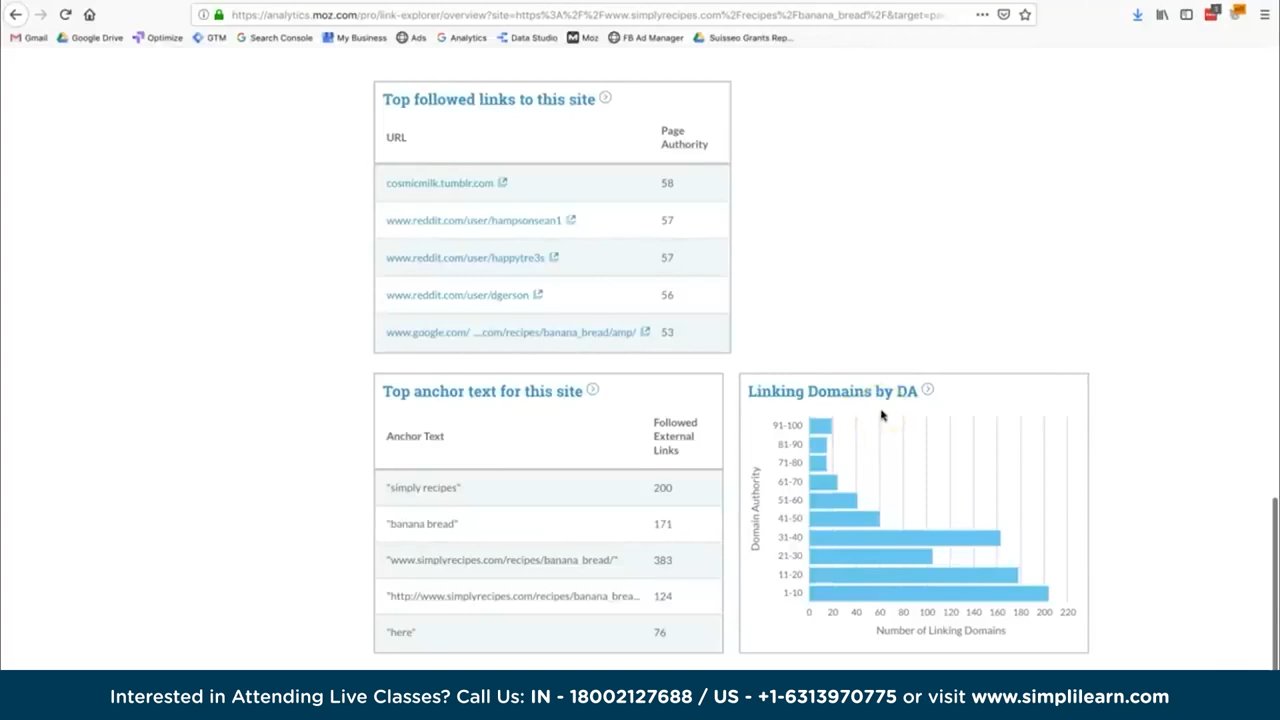 https://analytics.moz.com/pro/link-explorer/overview?site=https%3A%2F%2Fwww.simplyrecipes.com%2Frecipes%2Fbanana_bread%2F&target=pa
Gmail Google Drive Optimize GTM Search Console My Business Ads Analytics Data Studio Moz FB Ad Manager Suisseo Grants Rep...
Top followed links to this site
URL
Page
Authority
cosmicmilk.tumblr.com 58
www.reddit.com/user/hampsonsean1 57
www.reddit.com/user/happytre3s 57
www.reddit.com/user/dgerson 56
www.google.com/ ...com/recipes/banana_bread/amp/ 53
Top anchor text for this site
Anchor Text
Followed
External
Links
"simply recipes" 200
"banana bread" 171
"www.simplyrecipes.com/recipes/banana_bread/" 383
"http://www.simplyrecipes.com/recipes/banana_brea... 124
"here" 76
Linking Domains by DA
Domain Authority
91-100
81-90
71-80
61-70
51-60
41-50
31-40
21-30
11-20
1-10
0 20 40 60 80 100 120 140 160 180 200 220
Number of Linking Domains
Interested in Attending Live Classes? Call Us: IN - 18002127688 / US - +1-6313970775 or visit www.simplilearn.com